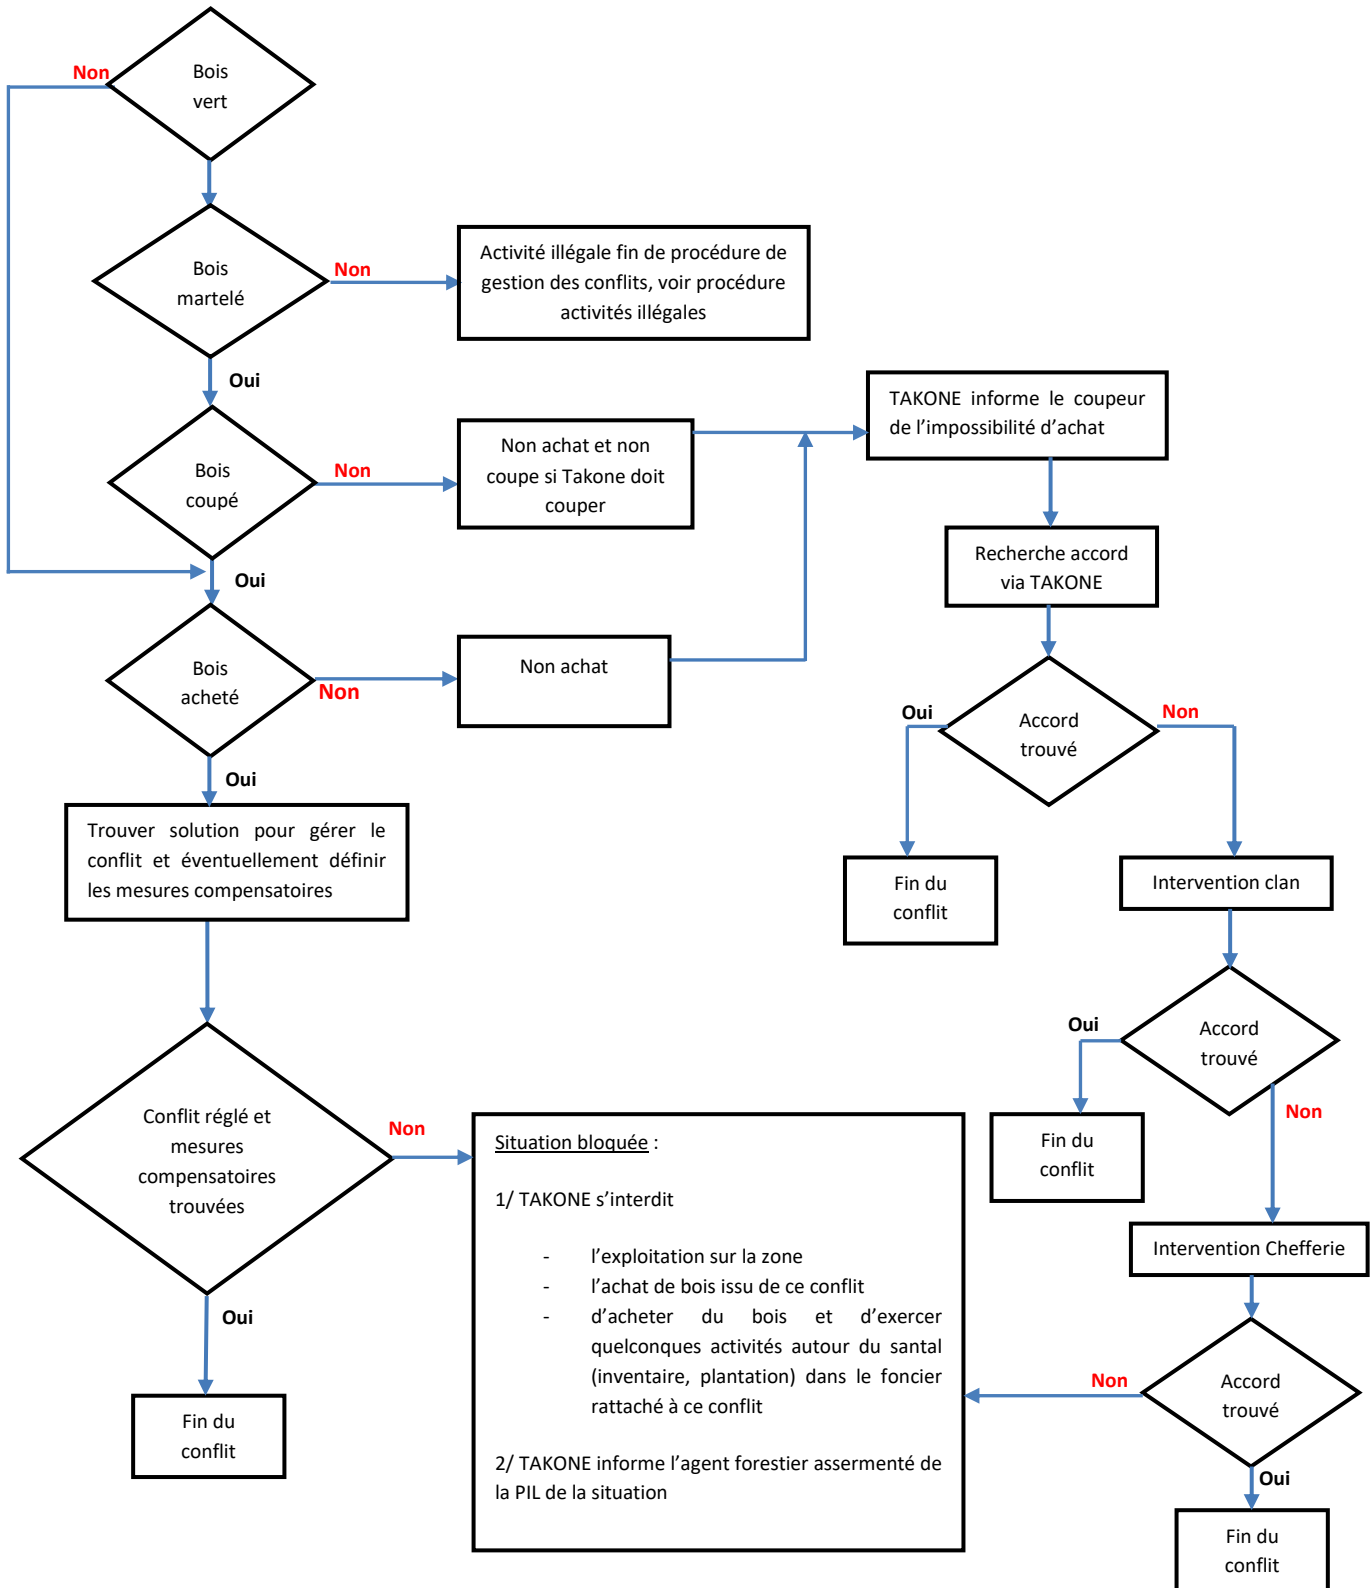 Non
Bois
vert
Bois
martelé
Non
Activité illégale fin de procédure de
gestion des conflits, voir procédure
activités illégales
Oui
Bois
coupé
Non
Non achat et non
coupe si Takone doit
couper
TAKONE informe le coupeur
de l’impossibilité d’achat
Oui
Recherche accord
via TAKONE
Bois
acheté
Non
Non achat
Oui
Accord
trouvé
Non
Oui
Trouver solution pour gérer le
conflit et éventuellement définir
les mesures compensatoires
Fin du
conflit
Intervention clan
Oui
Accord
trouvé
Non
Fin du
conflit
Conflit réglé et
mesures
compensatoires
trouvées
Non
Oui
Fin du
conflit
Situation bloquée :
1/ TAKONE s’interdit
- l’exploitation sur la zone
- l’achat de bois issu de ce conflit
- d’acheter du bois et d’exercer
quelconques activités autour du santal
(inventaire, plantation) dans le foncier
rattaché à ce conflit
2/ TAKONE informe l’agent forestier assermenté de
la PIL de la situation
Intervention Chefferie
Non
Accord
trouvé
Oui
Fin du
conflit